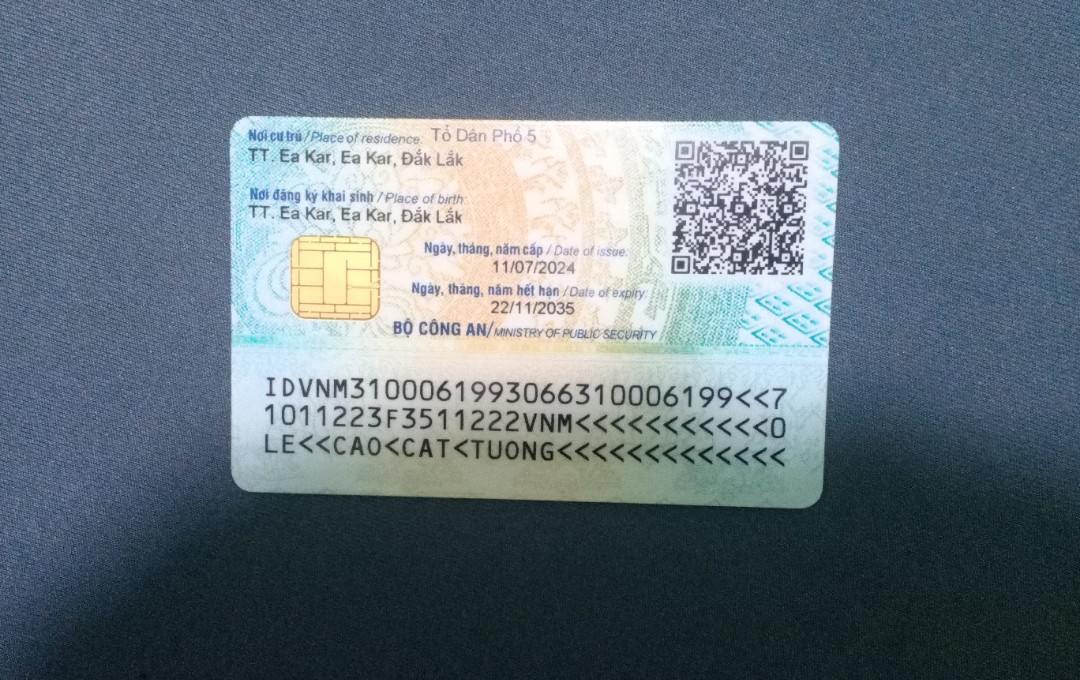 Nơi cư trú / Place of residence: Tổ Dân Phố 5
TT. Ea Kar, Ea Kar, Đắk Lắk
Nơi đăng ký khai sinh / Place of birth:
TT. Ea Kar, Ea Kar, Đắk Lắk
Ngày, tháng, năm cấp / Date of issue:
11/07/2024
Ngày, tháng, năm hết hạn / Date of expiry:
22/11/2035
BỘ CÔNG AN/MINISTRY OF PUBLIC SECURITY
IDVNM3100061993066310006199<<7
1011223F3511222VNM<<<<<<<<<<<0
LE<<CAO<CAT<TUONG<<<<<<<<<<<<<